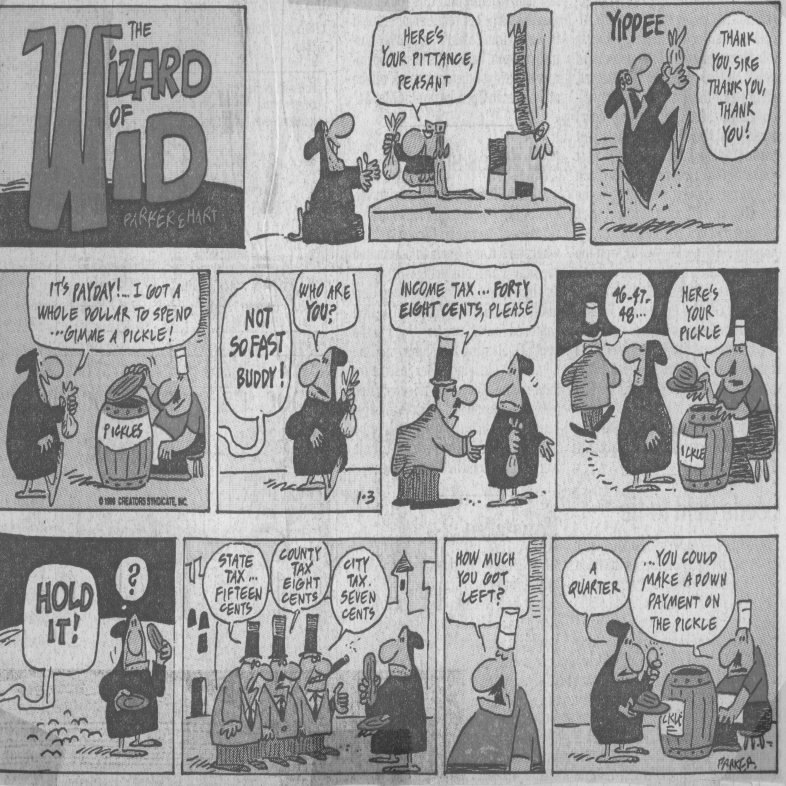 THE
WIZARD
OF
ID
PARKER & HART
HERE'S
YOUR PITTANCE,
PEASANT
YIPPEE
THANK
YOU, SIRE
THANK YOU,
THANK
YOU!
IT'S PAYDAY!... I GOT A
WHOLE DOLLAR TO SPEND
...GIMME A PICKLE!
PICKLES
© 1999 CREATORS SYNDICATE, INC.
NOT
SO FAST
BUDDY!
WHO ARE
YOU?
1-3
INCOME TAX... FORTY
EIGHT CENTS, PLEASE
46-47-
48...
HERE'S
YOUR
PICKLE
ICKLE
HOLD
IT!
?
STATE
TAX...
FIFTEEN
CENTS
COUNTY
TAX
EIGHT
CENTS
CITY
TAX.
SEVEN
CENTS
HOW MUCH
YOU GOT
LEFT?
A
QUARTER
...YOU COULD
MAKE A DOWN
PAYMENT ON
THE PICKLE
ICKLE
PARKER